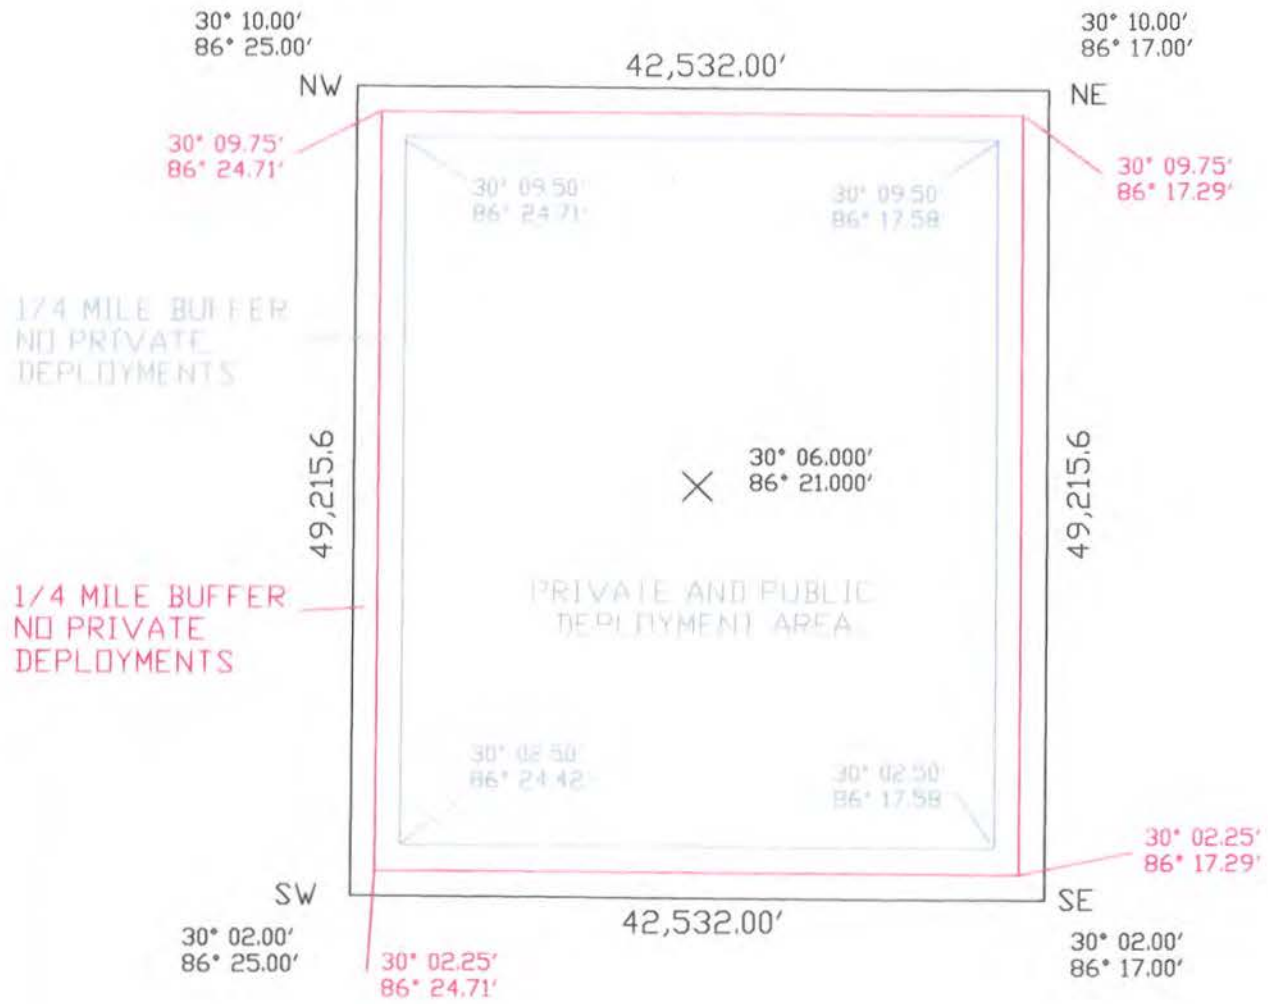 30° 10.00'
86° 25.00'
30° 10.00'
86° 17.00'
42,532.00'
NW
NE
30° 09.75'
86° 24.71'
30° 09.75'
86° 17.29'
30° 09.50'
86° 24.71'
30° 09.50'
86° 17.58
1/4 MILE BUFFER
NO PRIVATE
DEPLOYMENTS
49,215.6
49,215.6
30° 06.000'
86° 21.000'
1/4 MILE BUFFER
NO PRIVATE
DEPLOYMENTS
PRIVATE AND PUBLIC
DEPLOYMENT AREA
30° 02.50'
86° 24.42
30° 02.50'
86° 17.58
30° 02.25'
86° 17.29'
SW
SE
42,532.00'
30° 02.00'
86° 25.00'
30° 02.25'
86° 24.71'
30° 02.00'
86° 17.00'